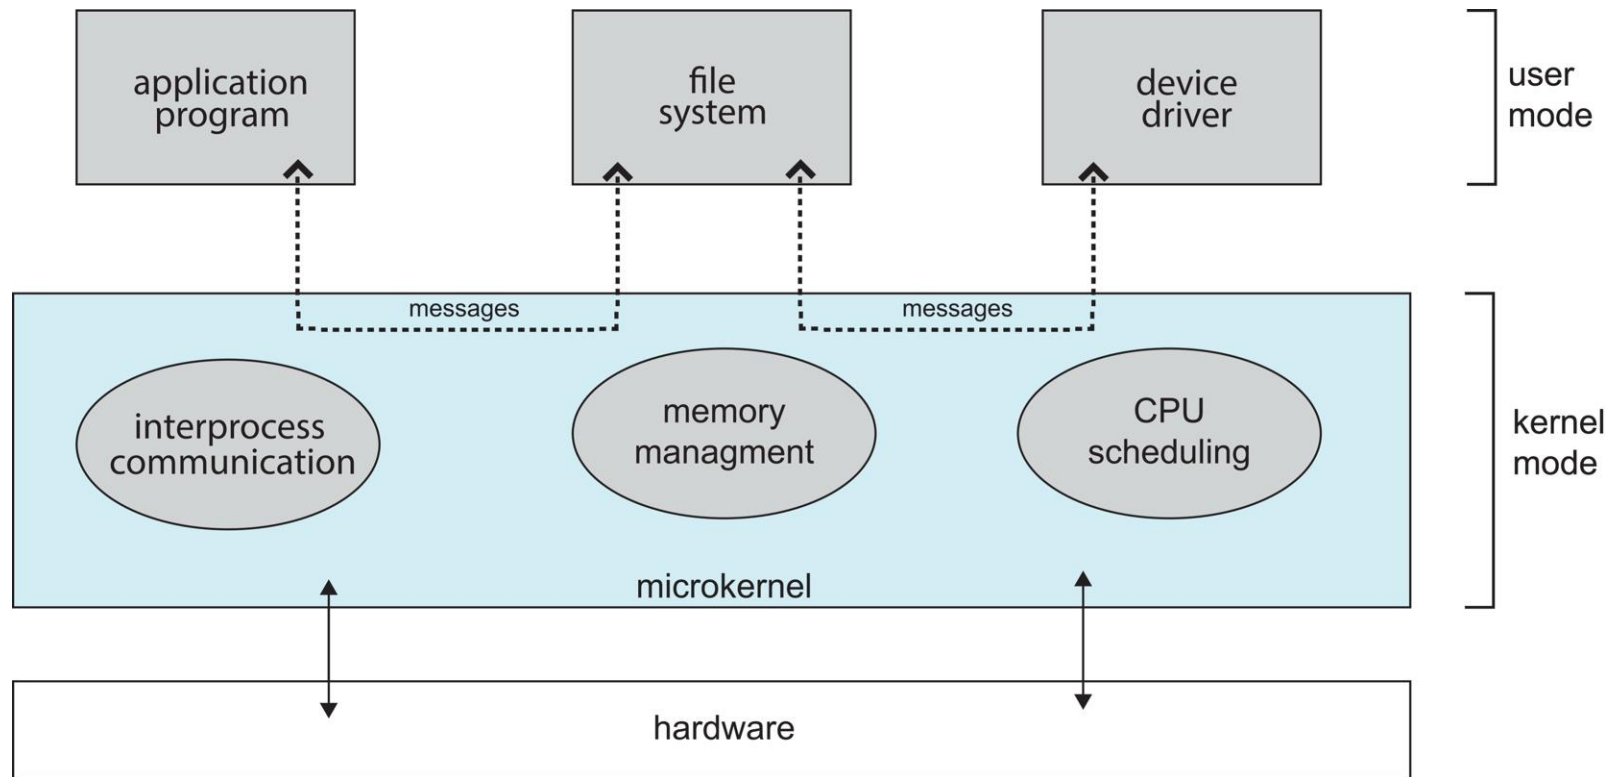 application
program
file
system
device
driver
user
mode
messages
messages
interprocess
communication
memory
managment
CPU
scheduling
kernel
mode
microkernel
hardware